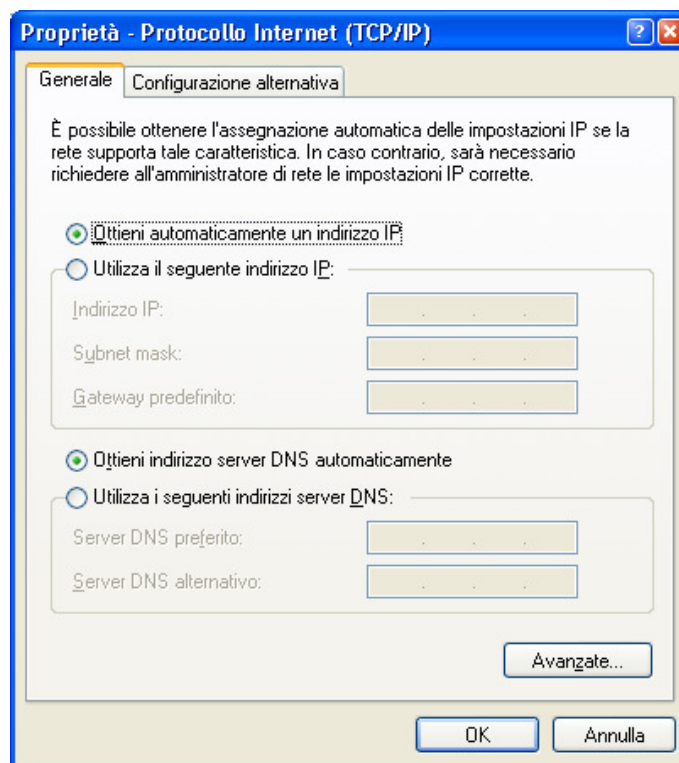 Proprietà - Protocollo Internet (TCP/IP)
Generale
Configurazione alternativa
È possibile ottenere l'assegnazione automatica delle impostazioni IP se la
rete supporta tale caratteristica. In caso contrario, sarà necessario
richiedere all'amministratore di rete le impostazioni IP corrette.
Ottieni automaticamente un indirizzo IP
Utilizza il seguente indirizzo IP:
Indirizzo IP:
Subnet mask:
Gateway predefinito:
Ottieni indirizzo server DNS automaticamente
Utilizza i seguenti indirizzi server DNS:
Server DNS preferito:
Server DNS alternativo:
Avanzate...
OK
Annulla